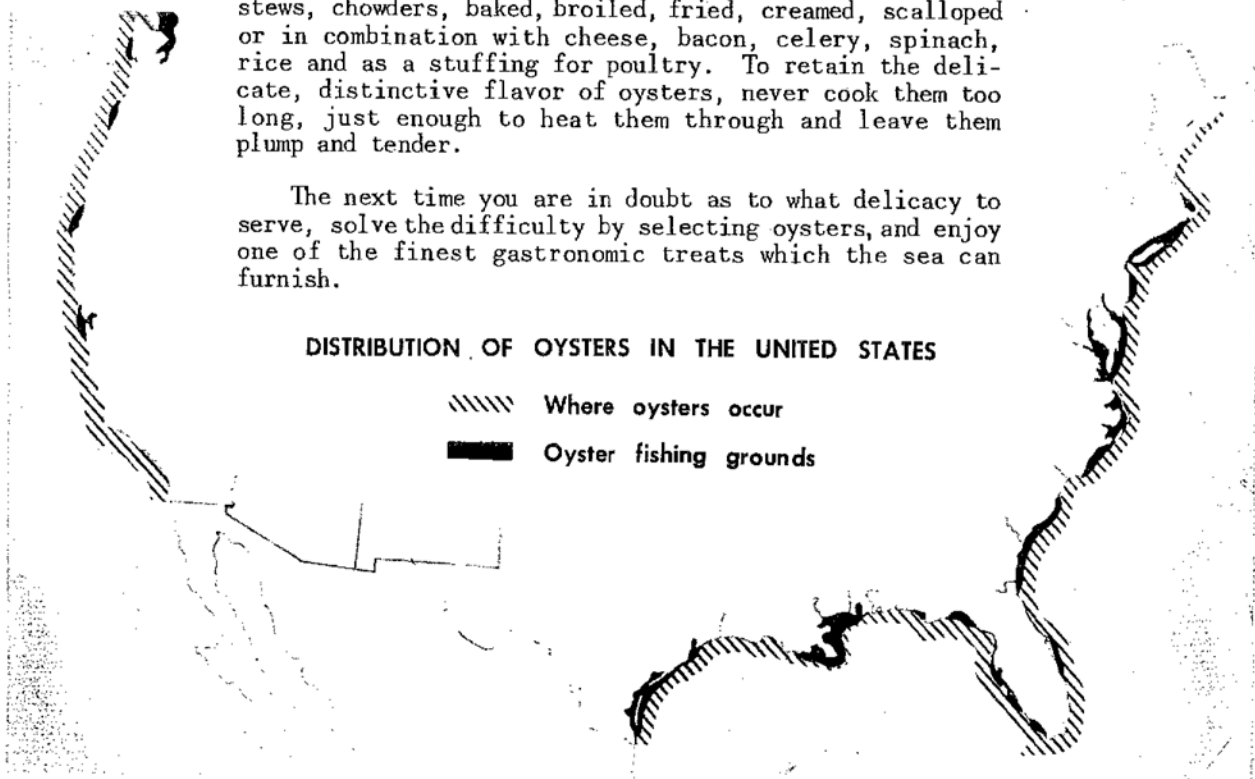 stews, chowders, baked, broiled, fried, creamed, scalloped
or in combination with cheese, bacon, celery, spinach,
rice and as a stuffing for poultry. To retain the deli-
cate, distinctive flavor of oysters, never cook them too
long, just enough to heat them through and leave them
plump and tender.
The next time you are in doubt as to what delicacy to
serve, solve the difficulty by selecting oysters, and enjoy
one of the finest gastronomic treats which the sea can
furnish.
DISTRIBUTION OF OYSTERS IN THE UNITED STATES
Where oysters occur
Oyster fishing grounds